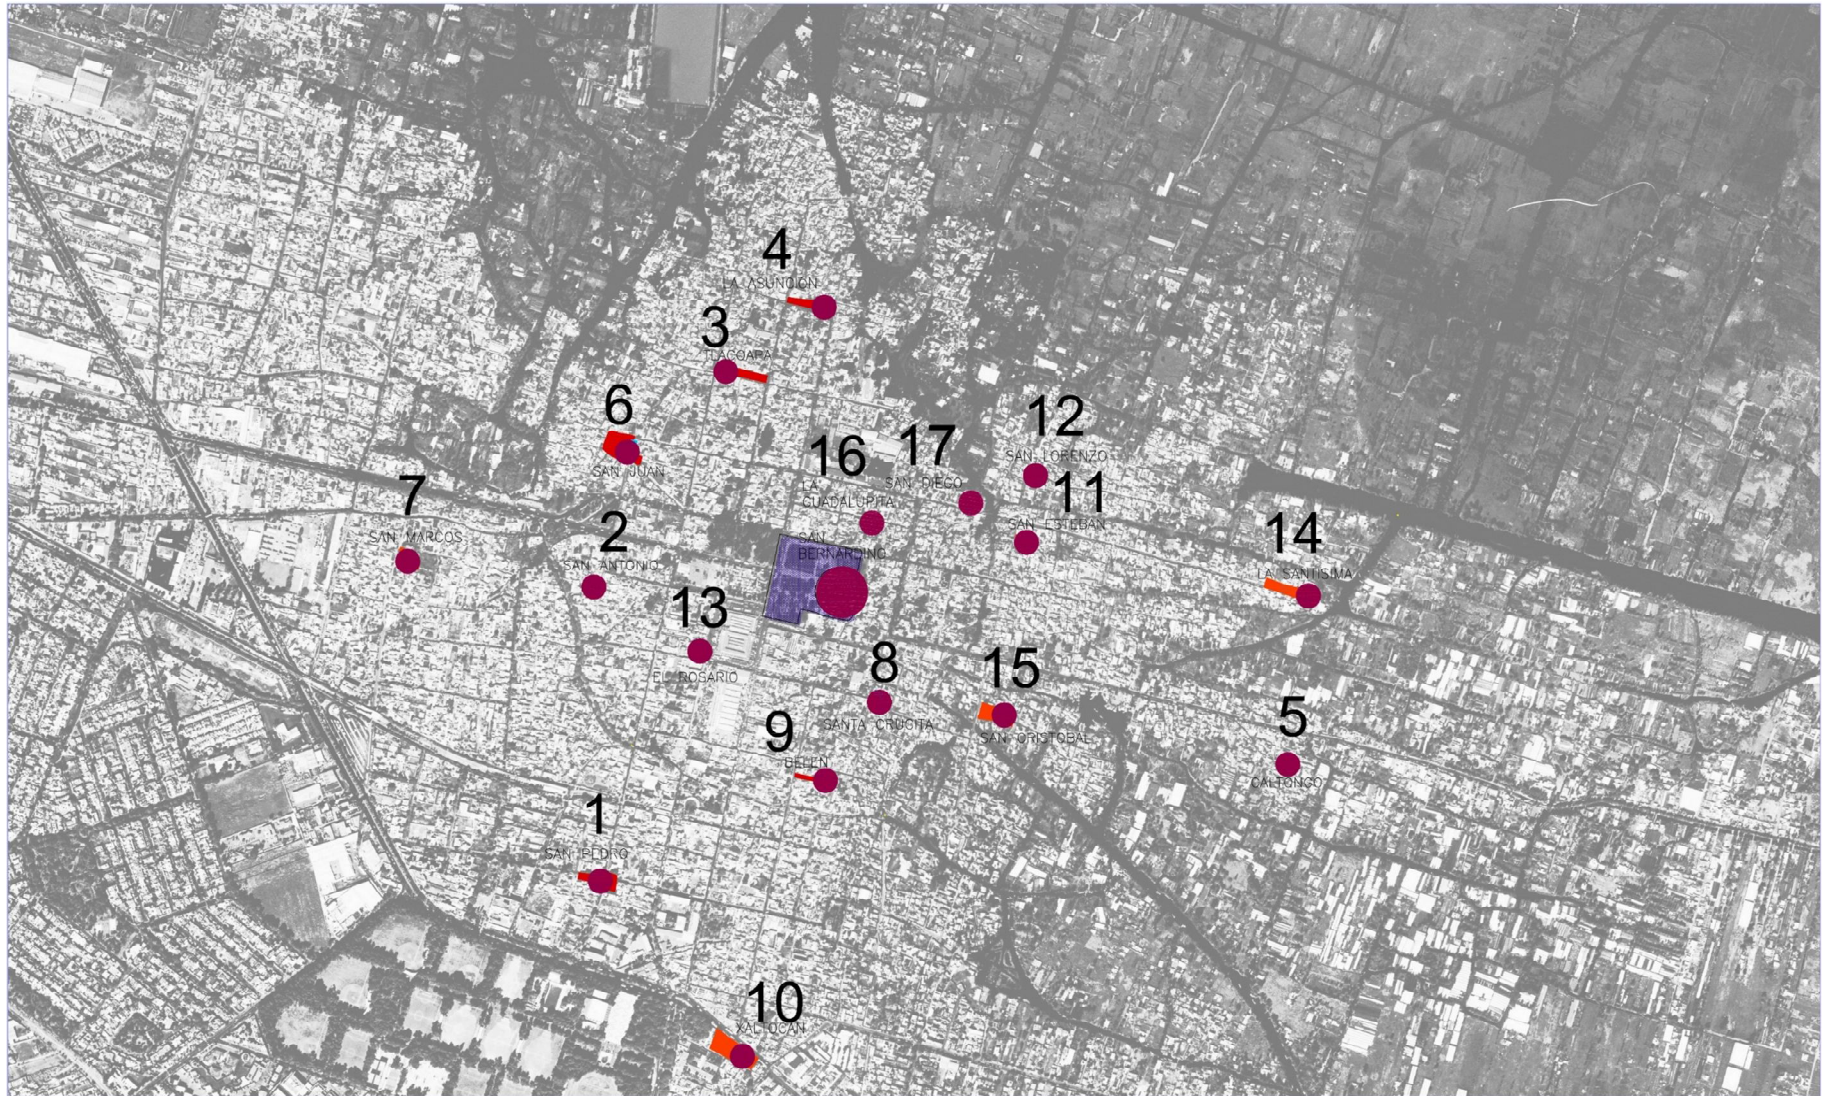 4
LA ASUNCION
3
TLACOAPA
6
SAN JUAN
12
SAN LORENZO
16
LA
GUADALUPITA
17
SAN DIEGO
11
SAN ESTEBAN
7
SAN MARCOS
2
SAN ANTONIO
SAN
BERNARDINO
14
LA SANTISIMA
13
EL ROSARIO
8
SANTA CRUCITA
15
SAN CRISTOBAL
5
CALTONGO
9
BELEN
1
SAN PEDRO
10
XALTOCAN